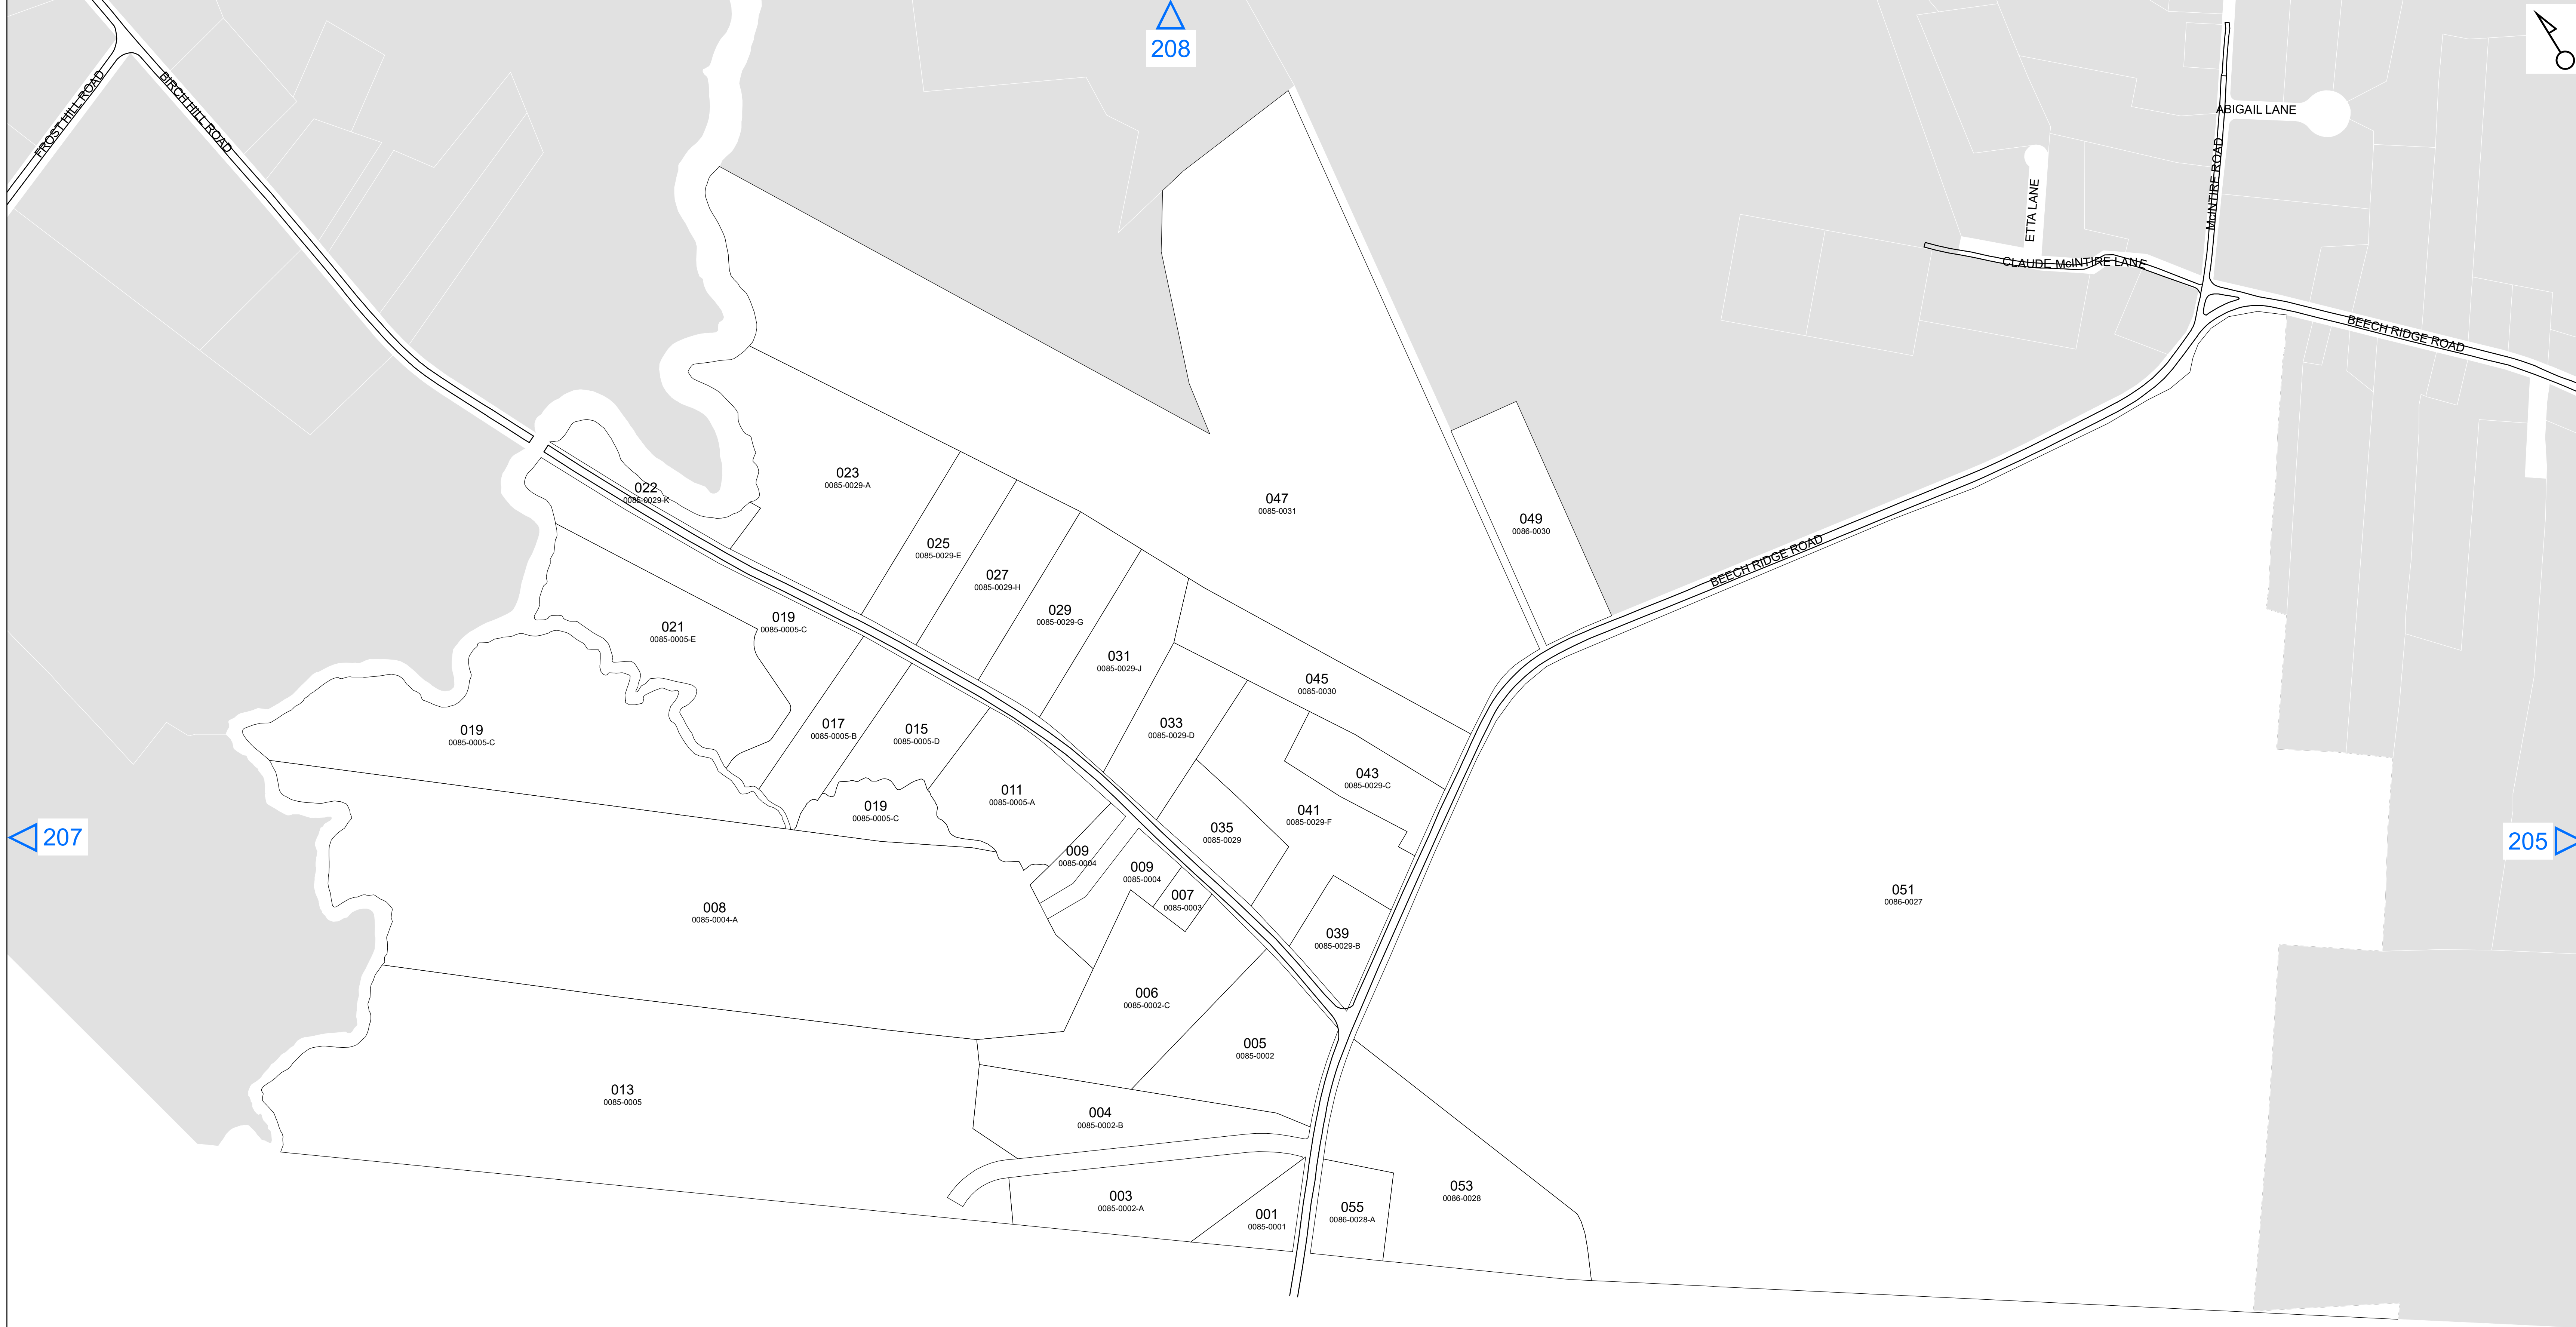 208
FROST HILL ROAD
BIRCH HILL ROAD
ABIGAIL LANE
McINTIRE ROAD
ETTA LANE
CLAUDE McINTIRE LANE
BEECH RIDGE ROAD
023
0085-0029-A
022
0085-0029-K
047
0085-0031
049
0086-0030
025
0085-0029-E
027
0085-0029-H
BEECH RIDGE ROAD
029
0085-0029-G
019
0085-0005-C
021
0085-0005-E
031
0085-0029-J
045
0085-0030
033
0085-0029-D
017
0085-0005-B
015
0085-0005-D
019
0085-0005-C
043
0085-0029-C
011
0085-0005-A
019
0085-0005-C
041
0085-0029-F
035
0085-0029
207
205
009
0085-0004
009
0085-0004
007
0085-0003
051
0086-0027
008
0085-0004-A
039
0085-0029-B
006
0085-0002-C
005
0085-0002
013
0085-0005
004
0085-0002-B
053
0086-0028
003
0085-0002-A
055
0086-0028-A
001
0085-0001